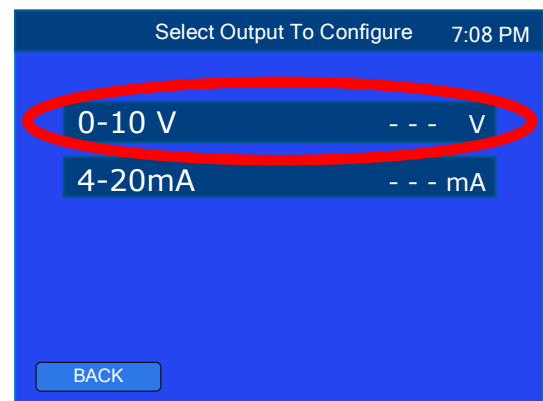 Select Output To Configure 7:08 PM
0-10 V - - - V
4-20mA - - - mA
BACK